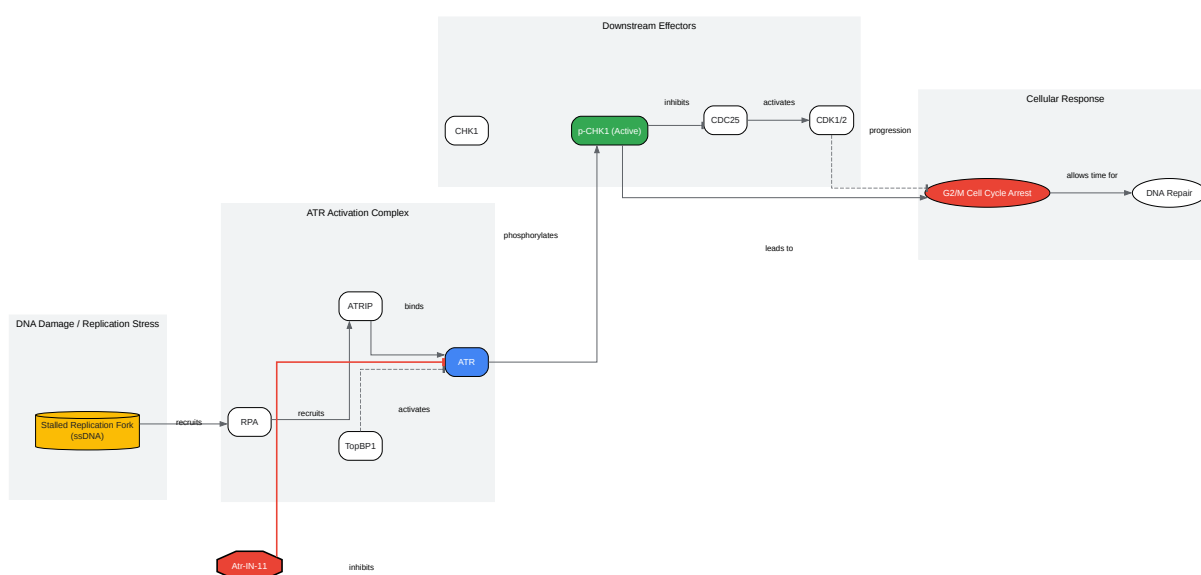 Downstream Effectors
inhibits
activates
CHK1
p-CHK1 (Active)
CDC25
CDK1/2
progression
Cellular Response
allows time for
G2/M Cell Cycle Arrest
DNA Repair
ATR Activation Complex
phosphorylates
leads to
ATRIP
binds
ATR
DNA Damage / Replication Stress
Stalled Replication Fork
(ssDNA)
recruits
RPA
recruits
activates
TopBP1
Atr-IN-11
inhibits